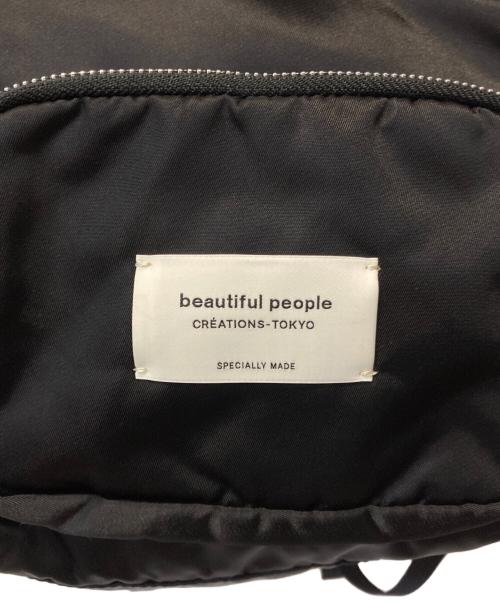 beautiful people
CRÉATIONS-TOKYO
SPECIALLY MADE